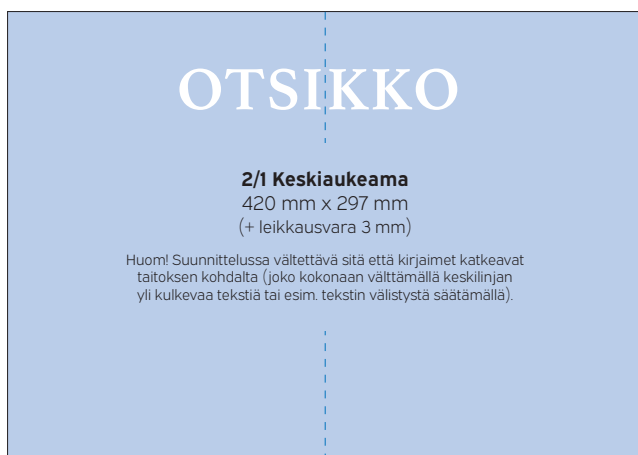 OTSIKKO
2/1 Keskiaukeama
420 mm x 297 mm
(+ leikkausvara 3 mm)
Huom! Suunnittelussa vältettävä sitä että kirjaimet katkeavat
taitoksen kohdalta (joko kokonaan välttämällä keskilinjan
yli kulkevaa tekstiä tai esim. tekstin välistystä säätämällä).